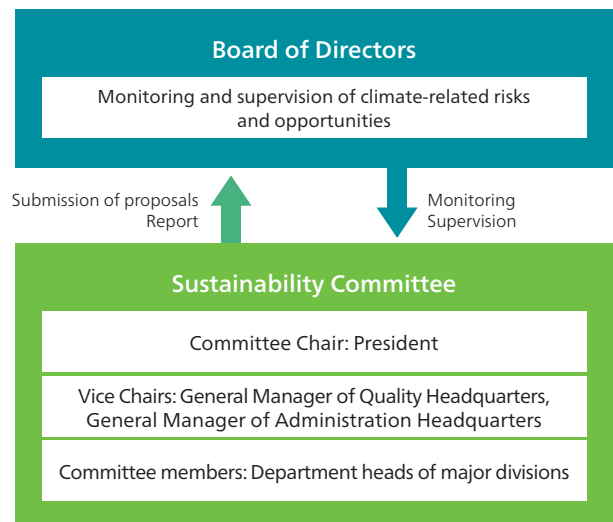 Board of Directors
Monitoring and supervision of climate-related risks
and opportunities
Submission of proposals
Report
Monitoring
Supervision
Sustainability Committee
Committee Chair: President
Vice Chairs: General Manager of Quality Headquarters,
General Manager of Administration Headquarters
Committee members: Department heads of major divisions